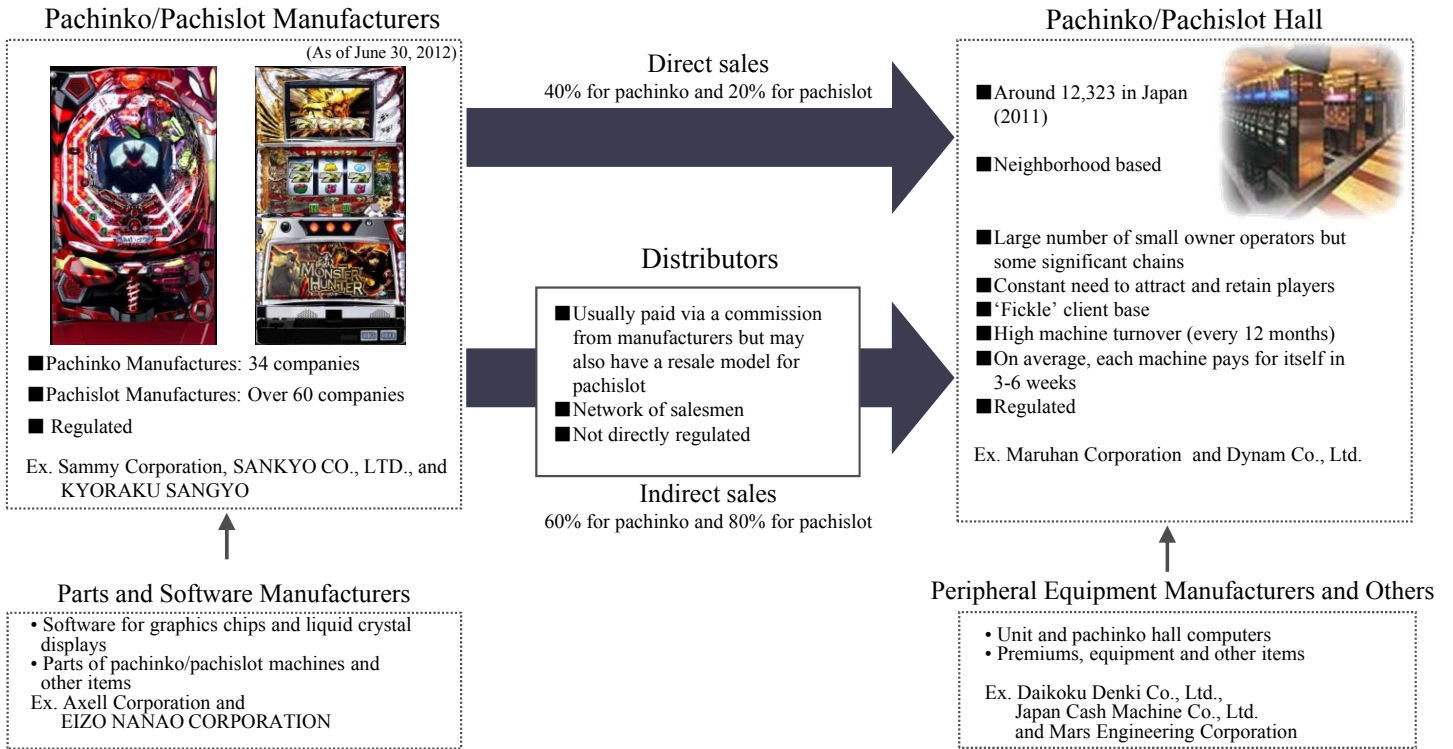 Pachinko/Pachislot Manufacturers
(As of June 30, 2012)
MONSTER
HUNTER
■Pachinko Manufactures: 34 companies
■Pachislot Manufactures: Over 60 companies
■ Regulated
Ex. Sammy Corporation, SANKYO CO., LTD., and
KYORAKU SANGYO
Direct sales
40% for pachinko and 20% for pachislot
Distributors
■Usually paid via a commission
from manufacturers but may
also have a resale model for
pachislot
■Network of salesmen
■Not directly regulated
Indirect sales
60% for pachinko and 80% for pachislot
Pachinko/Pachislot Hall
■Around 12,323 in Japan
(2011)
■Neighborhood based
■Large number of small owner operators but
some significant chains
■Constant need to attract and retain players
■‘Fickle’ client base
■High machine turnover (every 12 months)
■On average, each machine pays for itself in
3-6 weeks
■Regulated
Ex. Maruhan Corporation and Dynam Co., Ltd.
Parts and Software Manufacturers
• Software for graphics chips and liquid crystal
displays
• Parts of pachinko/pachislot machines and
other items
Ex. Axell Corporation and
EIZO NANAO CORPORATION
Peripheral Equipment Manufacturers and Others
• Unit and pachinko hall computers
• Premiums, equipment and other items
Ex. Daikoku Denki Co., Ltd.,
Japan Cash Machine Co., Ltd.
and Mars Engineering Corporation